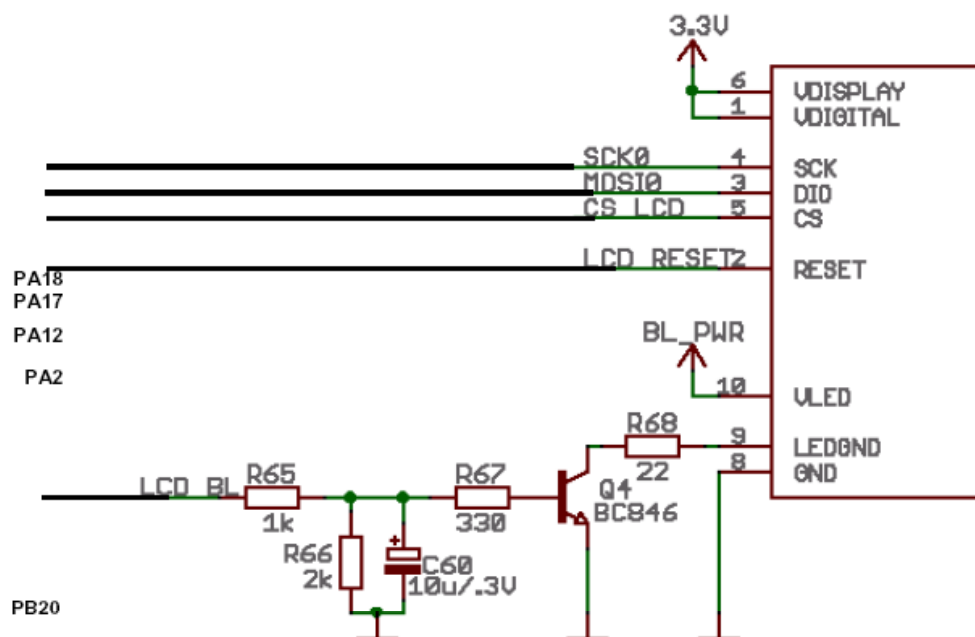 3.3V
6 VDISPLAY
1 VDIGITAL
SCK0 4 SCK
MOSI0 3 DIO
CS_LCD 5 CS
LCD_RESET 2 RESET
PA18
PA17
PA12
PA2
BL_PWR
10 VLED
R68
22
9 LEDGND
8 GND
LCD_BL
R65
1k
R67
330
Q4
BC846
R66
2k
+
C60
10u/.3V
PB20